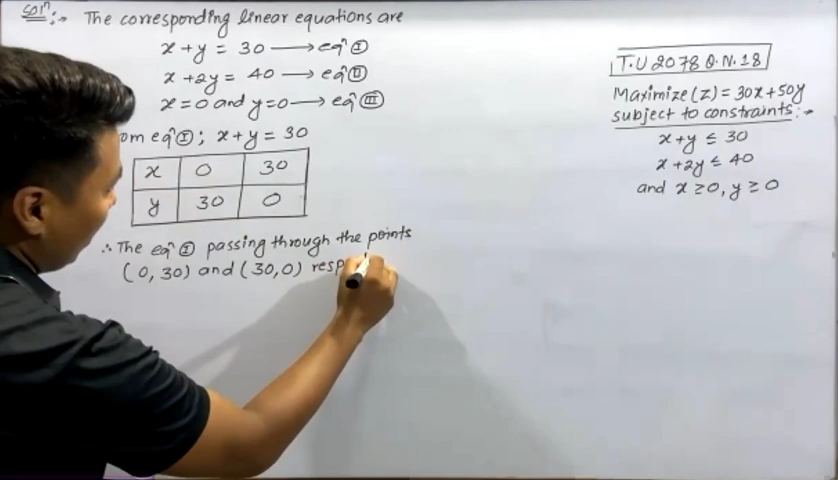 Solⁿ:→ The corresponding linear equations are
x+y = 30 ⟶ eqⁿ Ⓘ
x+2y = 40 ⟶ eqⁿ Ⓘⓘ
x=0 and y=0 ⟶ eqⁿ Ⓘⓘⓘ
om eqⁿ Ⓘ; x+y = 30
x 0 30
y 30 0
∴ The eqⁿ Ⓘ passing through the points
(0,30) and (30,0) resp
T.U 2078 Q.N.18
Maximize(Z) = 30x+50y
subject to constraints:→
x+y ≤ 30
x+2y ≤ 40
and x ≥ 0, y ≥ 0